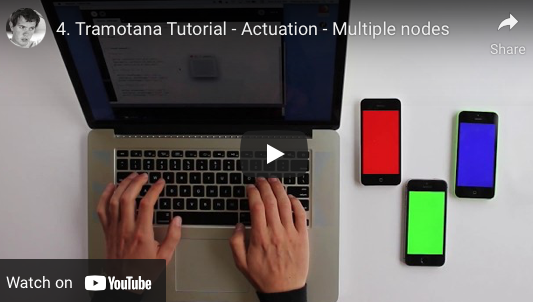 4. Tramotana Tutorial - Actuation - Multiple nodes
Share
Watch on YouTube